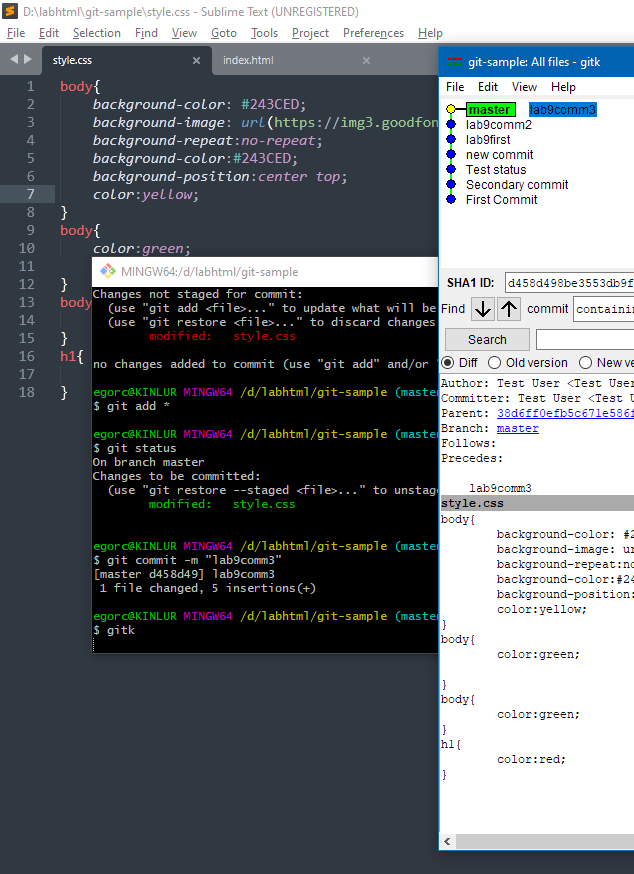 D:\labhtml\git-sample\style.css - Sublime Text (UNREGISTERED)
File Edit Selection Find View Goto Tools Project Preferences Help
style.css × index.html ×
1 body{
2 background-color: #243CED;
3 background-image: url(https://img3.goodfon
4 background-repeat:no-repeat;
5 background-color:#243CED;
6 background-position:center top;
7 color:yellow;
8 }
9 body{
10 color:green;
11
12 }
13 body
14
15 }
16 h1{
17
18 }
MINGW64:/d/labhtml/git-sample
Changes not staged for commit:
(use "git add <file>..." to update what will be
(use "git restore <file>..." to discard changes
modified: style.css
no changes added to commit (use "git add" and/or
egorc@KINLUR MINGW64 /d/labhtml/git-sample (master
$ git add *
egorc@KINLUR MINGW64 /d/labhtml/git-sample (master
$ git status
On branch master
Changes to be committed:
(use "git restore --staged <file>..." to unstag
modified: style.css
egorc@KINLUR MINGW64 /d/labhtml/git-sample (master
$ git commit -m "lab9comm3"
[master d458d49] lab9comm3
1 file changed, 5 insertions(+)
egorc@KINLUR MINGW64 /d/labhtml/git-sample (master
$ gitk
git-sample: All files - gitk
File Edit View Help
master lab9comm3
lab9comm2
lab9first
new commit
Test status
Secondary commit
First Commit
SHA1 ID: d458d498be3553db9f
Find commit containin
Search
Diff Old version New ve
Author: Test User <Test User
Committer: Test User <Test U
Parent: 38d6ff0efb5c671e586f
Branch: master
Follows:
Precedes:
lab9comm3
style.css
body{
background-color: #2
background-image: ur
background-repeat:no
background-color:#24
background-position:
color:yellow;
}
body{
color:green;
}
body{
color:green;
}
h1{
color:red;
}